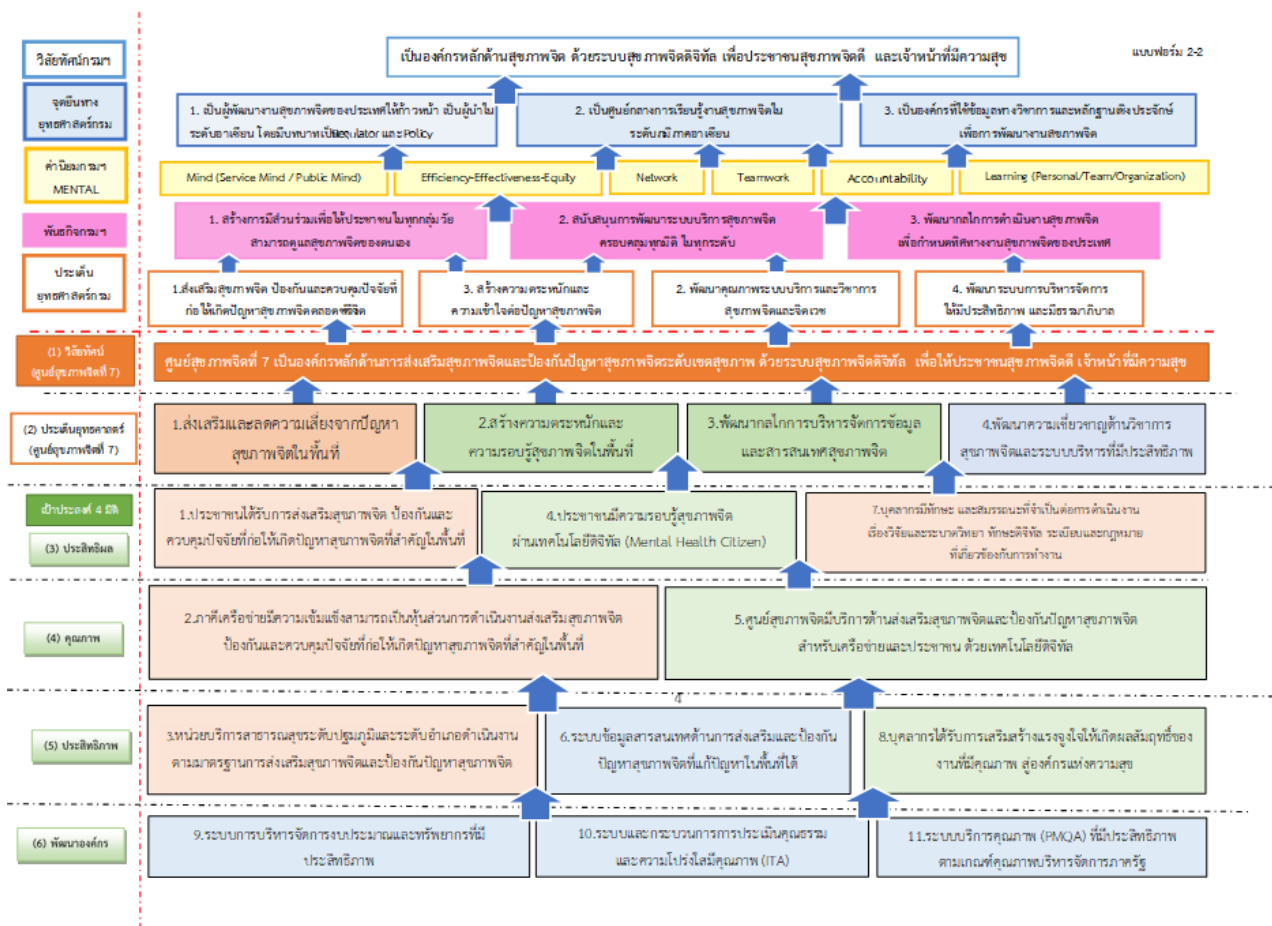 แบบฟอร์ม 2-2
วิสัยทัศน์กรมฯ
เป็นองค์กรหลักด้านสุขภาพจิต ด้วยระบบสุขภาพจิตดิจิทัล เพื่อประชาชนสุขภาพจิตดี และเจ้าหน้าที่มีความสุข
จุดยืนทาง
ยุทธศาสตร์กรม
1. เป็นผู้พัฒนางานสุขภาพจิตของประเทศให้ก้าวหน้า เป็นผู้นำใน
ระดับอาเซียน โดยมีบทบาทเป็น Regulator และ Policy
2. เป็นศูนย์กลางการเรียนรู้งานสุขภาพจิตใน
ระดับภูมิภาคอาเซียน
3. เป็นองค์กรที่ใช้ข้อมูลทางวิชาการและหลักฐานเชิงประจักษ์
เพื่อการพัฒนางานสุขภาพจิต
ค่านิยมกรมฯ
MENTAL
Mind (Service Mind / Public Mind)
Efficiency-Effectiveness-Equity
Network
Teamwork
Accountability
Learning (Personal/Team/Organization)
พันธกิจกรมฯ
1. สร้างการมีส่วนร่วมเพื่อให้ประชาชนในทุกกลุ่มวัย
สามารถดูแลสุขภาพจิตของตนเอง
2. สนับสนุนการพัฒนาระบบบริการสุขภาพจิต
ครอบคลุมทุกมิติ ในทุกระดับ
3. พัฒนากลไกการดำเนินงานสุขภาพจิต
เพื่อกำหนดทิศทางงานสุขภาพจิตของประเทศ
ประเด็น
ยุทธศาสตร์กรม
1.ส่งเสริมสุขภาพจิต ป้องกันและควบคุมปัจจัยที่
ก่อให้เกิดปัญหาสุขภาพจิตตลอดช่วงชีวิต
3. สร้างความตระหนักและ
ความเข้าใจต่อปัญหาสุขภาพจิต
2. พัฒนาคุณภาพระบบบริการและวิชาการ
สุขภาพจิตและจิตเวช
4. พัฒนาระบบการบริหารจัดการ
ให้มีประสิทธิภาพ และมีธรรมาภิบาล
(1) วิสัยทัศน์
(ศูนย์สุขภาพจิตที่ 7)
ศูนย์สุขภาพจิตที่ 7 เป็นองค์กรหลักด้านการส่งเสริมสุขภาพจิตและป้องกันปัญหาสุขภาพจิตระดับเขตสุขภาพ ด้วยระบบสุขภาพจิตดิจิทัล เพื่อให้ประชาชนสุขภาพจิตดี เจ้าหน้าที่มีความสุข
(2) ประเด็นยุทธศาสตร์
(ศูนย์สุขภาพจิตที่ 7)
1.ส่งเสริมและลดความเสี่ยงจากปัญหา
สุขภาพจิตในพื้นที่
2.สร้างความตระหนักและ
ความรอบรู้สุขภาพจิตในพื้นที่
3.พัฒนากลไกการบริหารจัดการข้อมูล
และสารสนเทศสุขภาพจิต
4.พัฒนาความเชี่ยวชาญด้านวิชาการ
สุขภาพจิตและระบบบริหารที่มีประสิทธิภาพ
เป้าประสงค์ 4 มิติ
(3) ประสิทธิผล
1.ประชาชนได้รับการส่งเสริมสุขภาพจิต ป้องกันและ
ควบคุมปัจจัยที่ก่อให้เกิดปัญหาสุขภาพจิตที่สำคัญในพื้นที่
4.ประชาชนมีความรอบรู้สุขภาพจิต
ผ่านเทคโนโลยีดิจิทัล (Mental Health Citizen)
7.บุคลากรมีทักษะ และสมรรถนะที่จำเป็นต่อการดำเนินงาน
เรื่องวิจัยและระบาดวิทยา ทักษะดิจิทัล ระเบียบและกฎหมาย
ที่เกี่ยวข้องกับการทำงาน
(4) คุณภาพ
2.ภาคีเครือข่ายมีความเข้มแข็งสามารถเป็นหุ้นส่วนการดำเนินงานส่งเสริมสุขภาพจิต
ป้องกันและควบคุมปัจจัยที่ก่อให้เกิดปัญหาสุขภาพจิตที่สำคัญในพื้นที่
5.ศูนย์สุขภาพจิตมีบริการด้านส่งเสริมสุขภาพจิตและป้องกันปัญหาสุขภาพจิต
สำหรับเครือข่ายและประชาชน ด้วยเทคโนโลยีดิจิทัล
4
(5) ประสิทธิภาพ
3.หน่วยบริการสาธารณสุขระดับปฐมภูมิและระดับอำเภอดำเนินงาน
ตามมาตรฐานการส่งเสริมสุขภาพจิตและป้องกันปัญหาสุขภาพจิต
6.ระบบข้อมูลสารสนเทศด้านการส่งเสริมและป้องกัน
ปัญหาสุขภาพจิตที่แก้ปัญหาในพื้นที่ได้
8.บุคลากรได้รับการเสริมสร้างแรงจูงใจให้เกิดผลสัมฤทธิ์ของ
งานที่มีคุณภาพ สู่องค์กรแห่งความสุข
(6) พัฒนาองค์กร
9.ระบบการบริหารจัดการงบประมาณและทรัพยากรที่มี
ประสิทธิภาพ
10.ระบบและกระบวนการการประเมินคุณธรรม
และความโปร่งใสมีคุณภาพ (ITA)
11.ระบบบริการคุณภาพ (PMQA) ที่มีประสิทธิภาพ
ตามเกณฑ์คุณภาพบริหารจัดการภาครัฐ